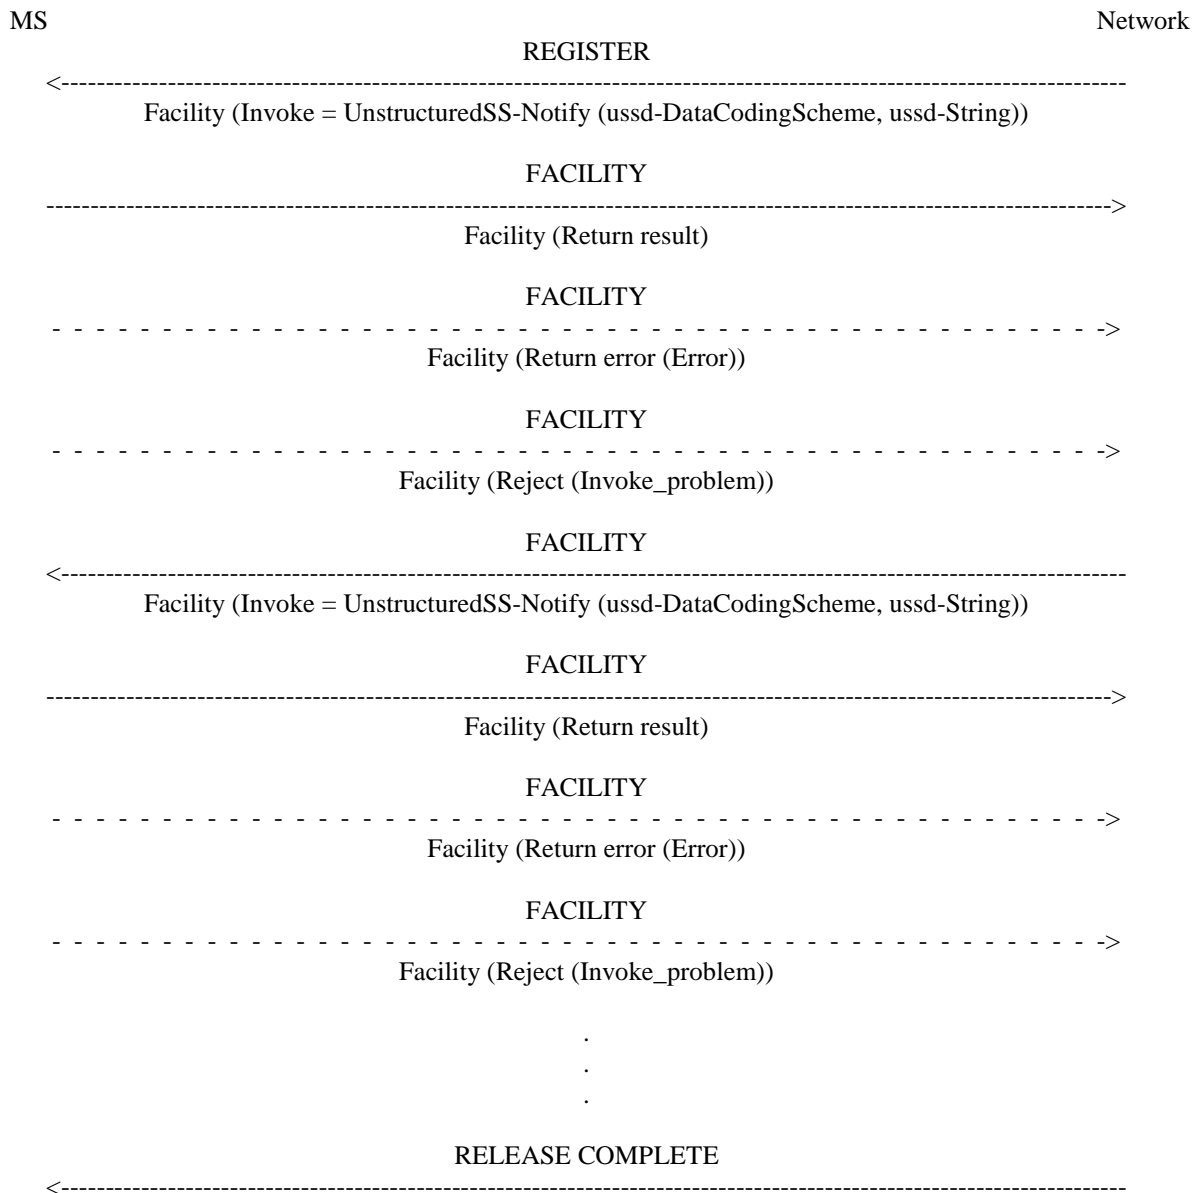 MS Network
REGISTER
<------------------------------------------------------------------------------------------------------------------------
Facility (Invoke = UnstructuredSS-Notify (ussd-DataCodingScheme, ussd-String))
FACILITY
------------------------------------------------------------------------------------------------------------------------>
Facility (Return result)
FACILITY
- - - - - - - - - - - - - - - - - - - - - - - - - - - - - - - - - - - - - - - - - - - - - - - ->
Facility (Return error (Error))
FACILITY
- - - - - - - - - - - - - - - - - - - - - - - - - - - - - - - - - - - - - - - - - - - - - - - ->
Facility (Reject (Invoke_problem))
FACILITY
<------------------------------------------------------------------------------------------------------------------------
Facility (Invoke = UnstructuredSS-Notify (ussd-DataCodingScheme, ussd-String))
FACILITY
------------------------------------------------------------------------------------------------------------------------>
Facility (Return result)
FACILITY
- - - - - - - - - - - - - - - - - - - - - - - - - - - - - - - - - - - - - - - - - - - - - - - ->
Facility (Return error (Error))
FACILITY
- - - - - - - - - - - - - - - - - - - - - - - - - - - - - - - - - - - - - - - - - - - - - - - ->
Facility (Reject (Invoke_problem))
.
.
.
RELEASE COMPLETE
<------------------------------------------------------------------------------------------------------------------------